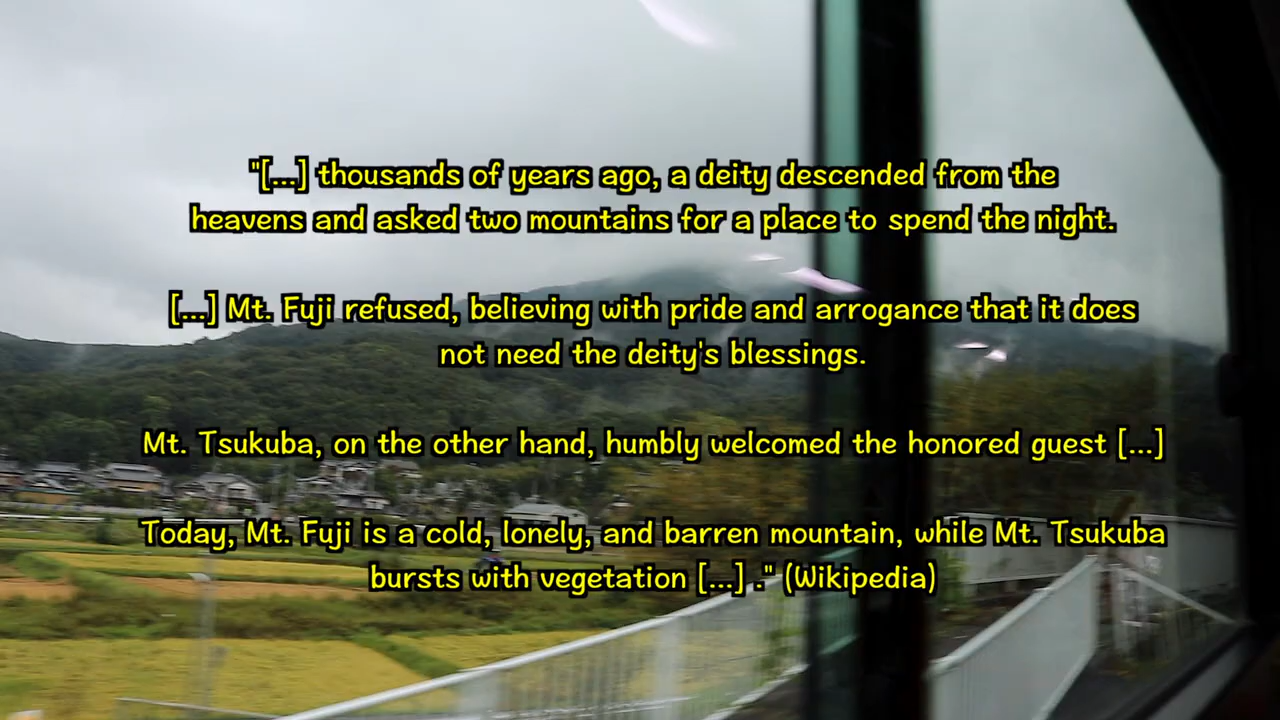 "[...] thousands of years ago, a deity descended from the
heavens and asked two mountains for a place to spend the night.
[...] Mt. Fuji refused, believing with pride and arrogance that it does
not need the deity's blessings.
Mt. Tsukuba, on the other hand, humbly welcomed the honored guest [...]
Today, Mt. Fuji is a cold, lonely, and barren mountain, while Mt. Tsukuba
bursts with vegetation [...] ." (Wikipedia)